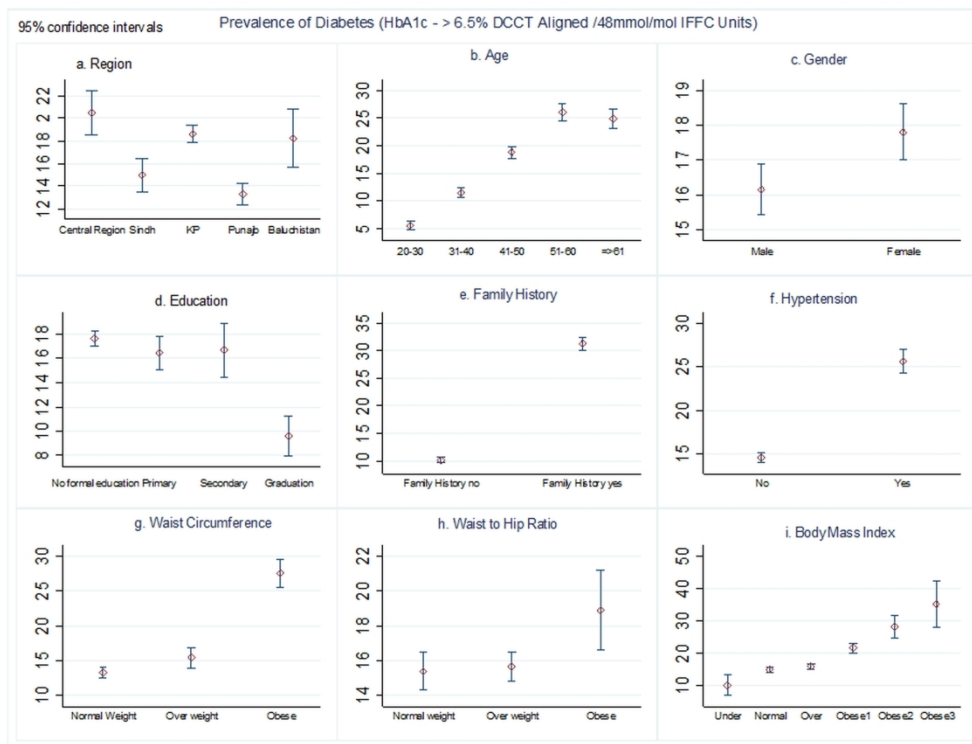 95% confidence intervals
Prevalence of Diabetes (HbA1c - > 6.5% DCCT Aligned /48mmol/mol IFFC Units)
a. Region
22
2
18
16
14
12
Central Region Sindh KP Punajb Baluchistan
b. Age
30
25
20
15
10
5
20-30 31-40 41-50 51-60 =>61
c. Gender
19
18
17
16
15
Male Female
d. Education
18
16
14
12
10
8
No formal education Primary Secondary Graduation
e. Family History
35
30
25
20
15
10
Family History no Family History yes
f. Hypertension
30
25
20
15
No Yes
g. Waist Circumference
30
25
20
15
10
Normal Weight Over weight Obese
h. Waist to Hip Ratio
22
20
18
16
14
Normal weight Over weight Obese
i. Body Mass Index
50
40
30
20
10
Under Normal Over Obese1 Obese2 Obese3